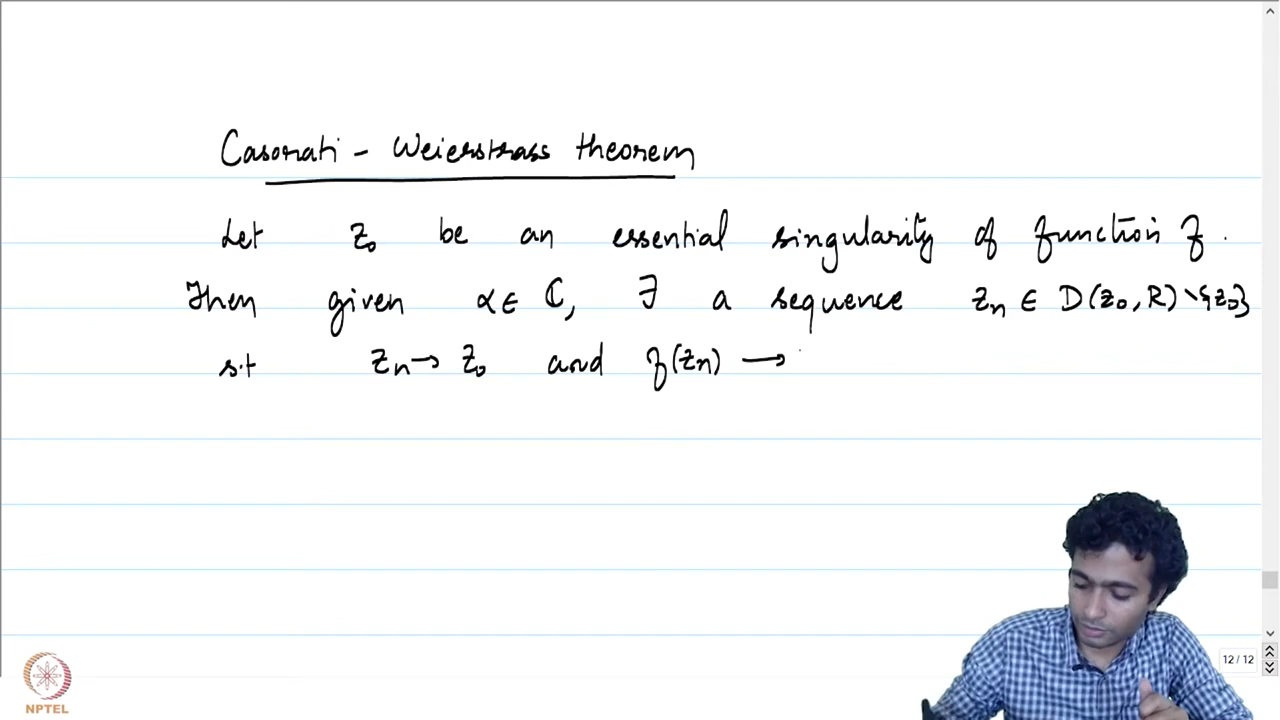 Casorati - Weierstrass theorem
Let z₀ be an essential singularity of function f.
Then given α ∈ ℂ, ∃ a sequence zₙ ∈ D(z₀, R) \ {z₀}
s.t zₙ → z₀ and f(zₙ) →
12 / 12
NPTEL